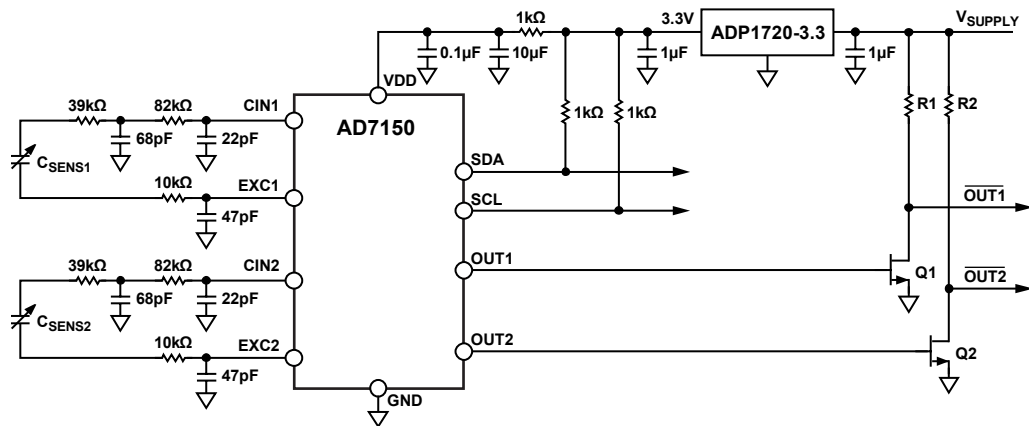 1kΩ
3.3V
ADP1720-3.3
VSUPPLY
0.1µF
10µF
1µF
1µF
VDD
R1
R2
39kΩ
82kΩ
CIN1
AD7150
1kΩ
1kΩ
68pF
22pF
CSENS1
SDA
10kΩ
EXC1
SCL
OUT1
47pF
39kΩ
82kΩ
CIN2
OUT1
Q1
OUT2
68pF
22pF
CSENS2
10kΩ
EXC2
OUT2
Q2
47pF
GND